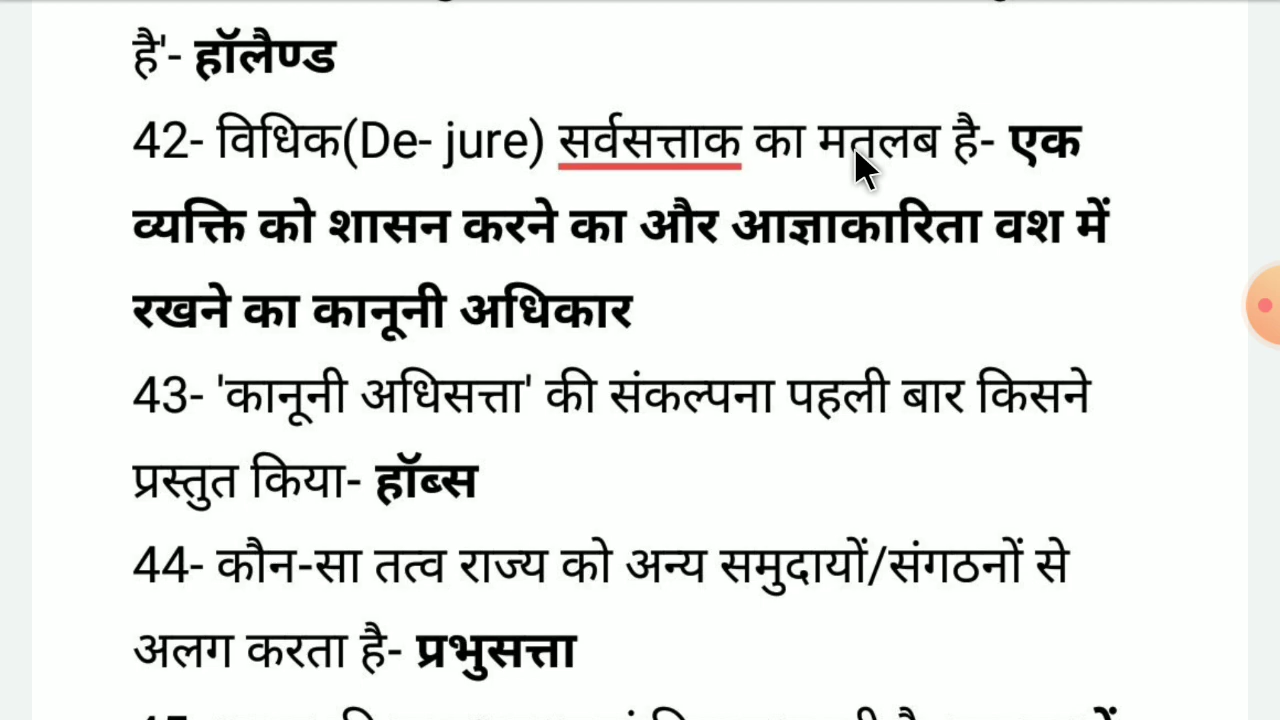 है'- हॉलैण्ड
42- विधिक(De- jure) सर्वसत्ताक का मतलब है- एक
व्यक्ति को शासन करने का और आज्ञाकारिता वश में
रखने का कानूनी अधिकार
43- 'कानूनी अधिसत्ता' की संकल्पना पहली बार किसने
प्रस्तुत किया- हॉब्स
44- कौन-सा तत्व राज्य को अन्य समुदायों/संगठनों से
अलग करता है- प्रभुसत्ता